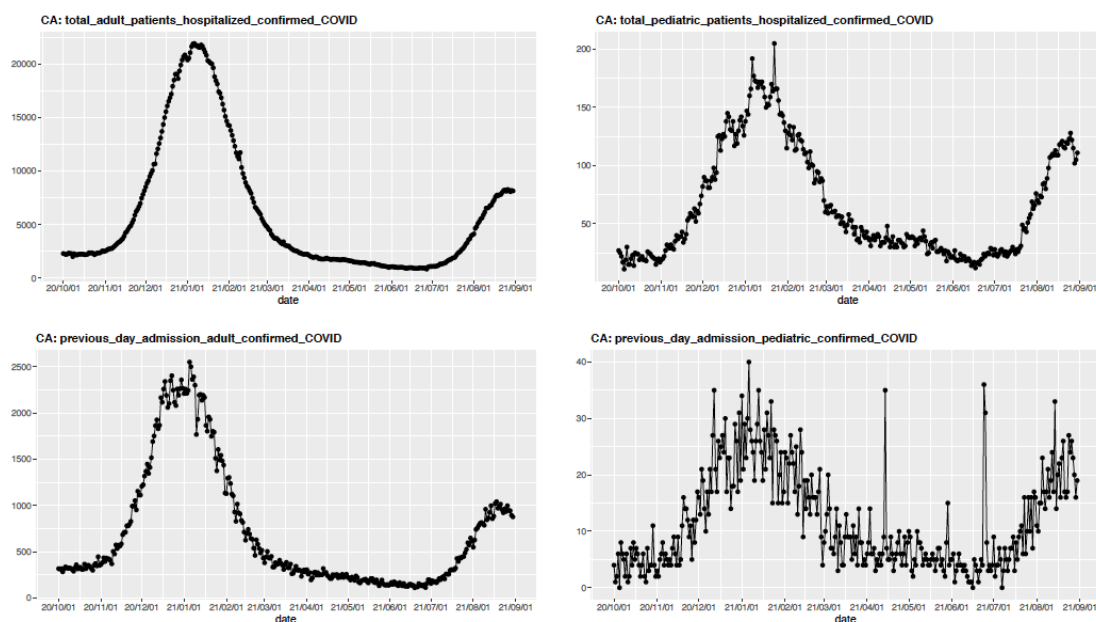 CA: total_adult_patients_hospitalized_confirmed_COVID
20000
15000
10000
5000
0
20/10/01 20/11/01 20/12/01 21/01/01 21/02/01 21/03/01 21/04/01 21/05/01 21/06/01 21/07/01 21/08/01 21/09/01
date
CA: total_pediatric_patients_hospitalized_confirmed_COVID
200
150
100
50
20/10/01 20/11/01 20/12/01 21/01/01 21/02/01 21/03/01 21/04/01 21/05/01 21/06/01 21/07/01 21/08/01 21/09/01
date
CA: previous_day_admission_adult_confirmed_COVID
2500
2000
1500
1000
500
0
20/10/01 20/11/01 20/12/01 21/01/01 21/02/01 21/03/01 21/04/01 21/05/01 21/06/01 21/07/01 21/08/01 21/09/01
date
CA: previous_day_admission_pediatric_confirmed_COVID
40
30
20
10
0
20/10/01 20/11/01 20/12/01 21/01/01 21/02/01 21/03/01 21/04/01 21/05/01 21/06/01 21/07/01 21/08/01 21/09/01
date